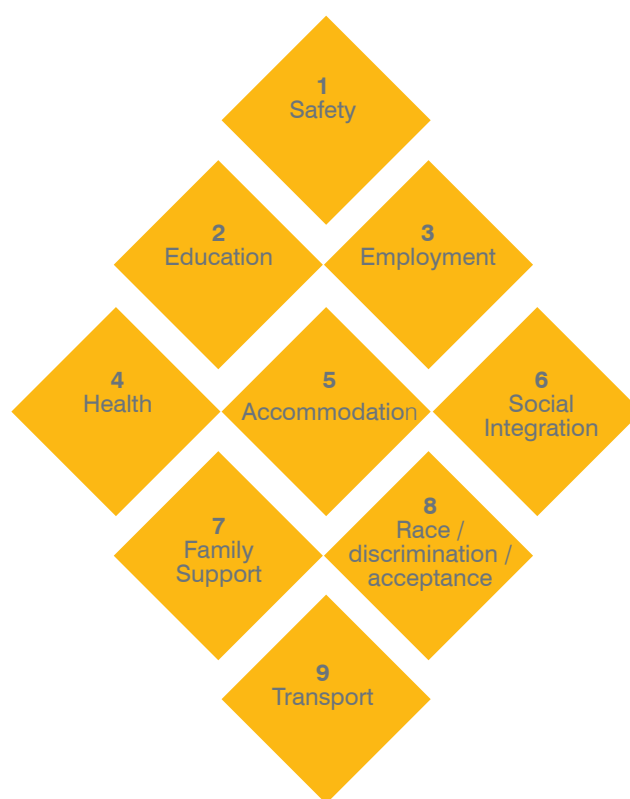 1
Safety
2
Education
3
Employment
4
Health
5
Accommodation
6
Social
Integration
7
Family
Support
8
Race /
discrimination /
acceptance
9
Transport